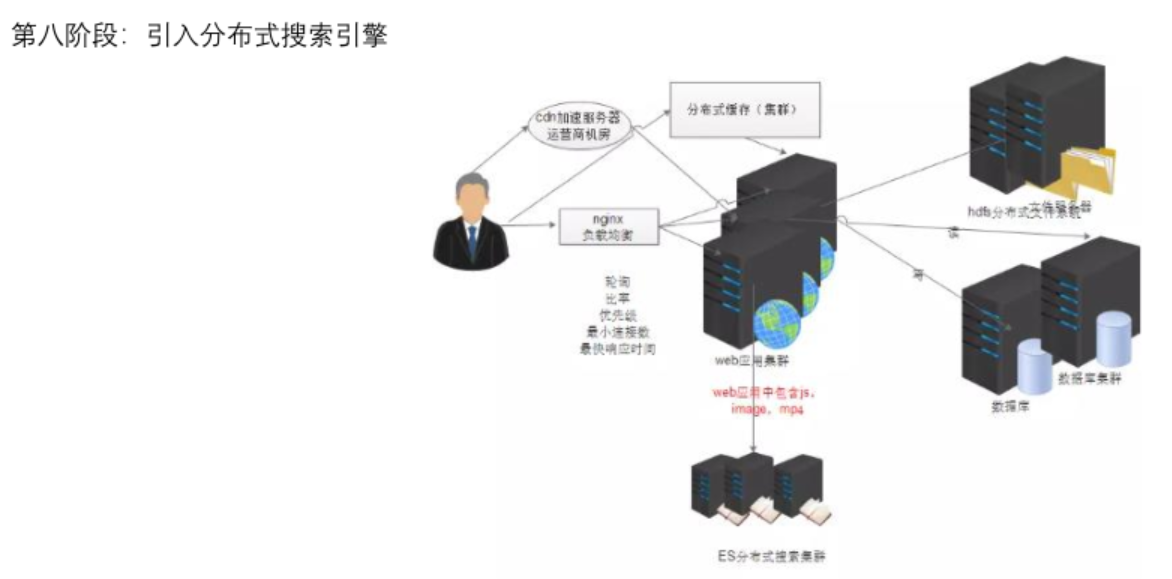 第八阶段：引入分布式搜索引擎
cdn加速服务器
运营商机房
分布式缓存（集群）
nginx
负载均衡
轮询
比率
优先级
最小连接数
最快响应时间
web应用集群
web应用中包含js，
image，mp4
hdfs分布式文件系统
文件服务器
读
写
数据库集群
数据库
ES分布式搜索集群